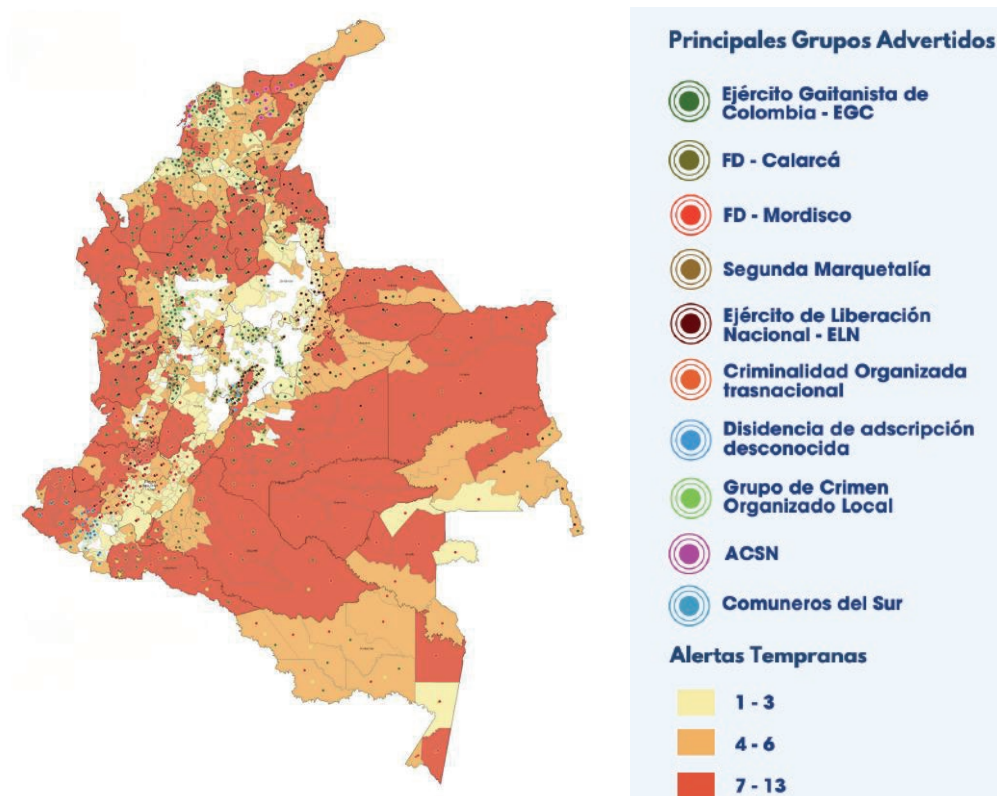 Principales Grupos Advertidos
Ejército Gaitanista de
Colombia - EGC
FD - Calarcá
FD - Mordisco
Segunda Marquetalía
Ejército de Liberación
Nacional - ELN
Criminalidad Organizada
trasnacional
Disidencia de adscripción
desconocida
Grupo de Crimen
Organizado Local
ACSN
Comuneros del Sur
Alertas Tempranas
1 - 3
4 - 6
7 - 13